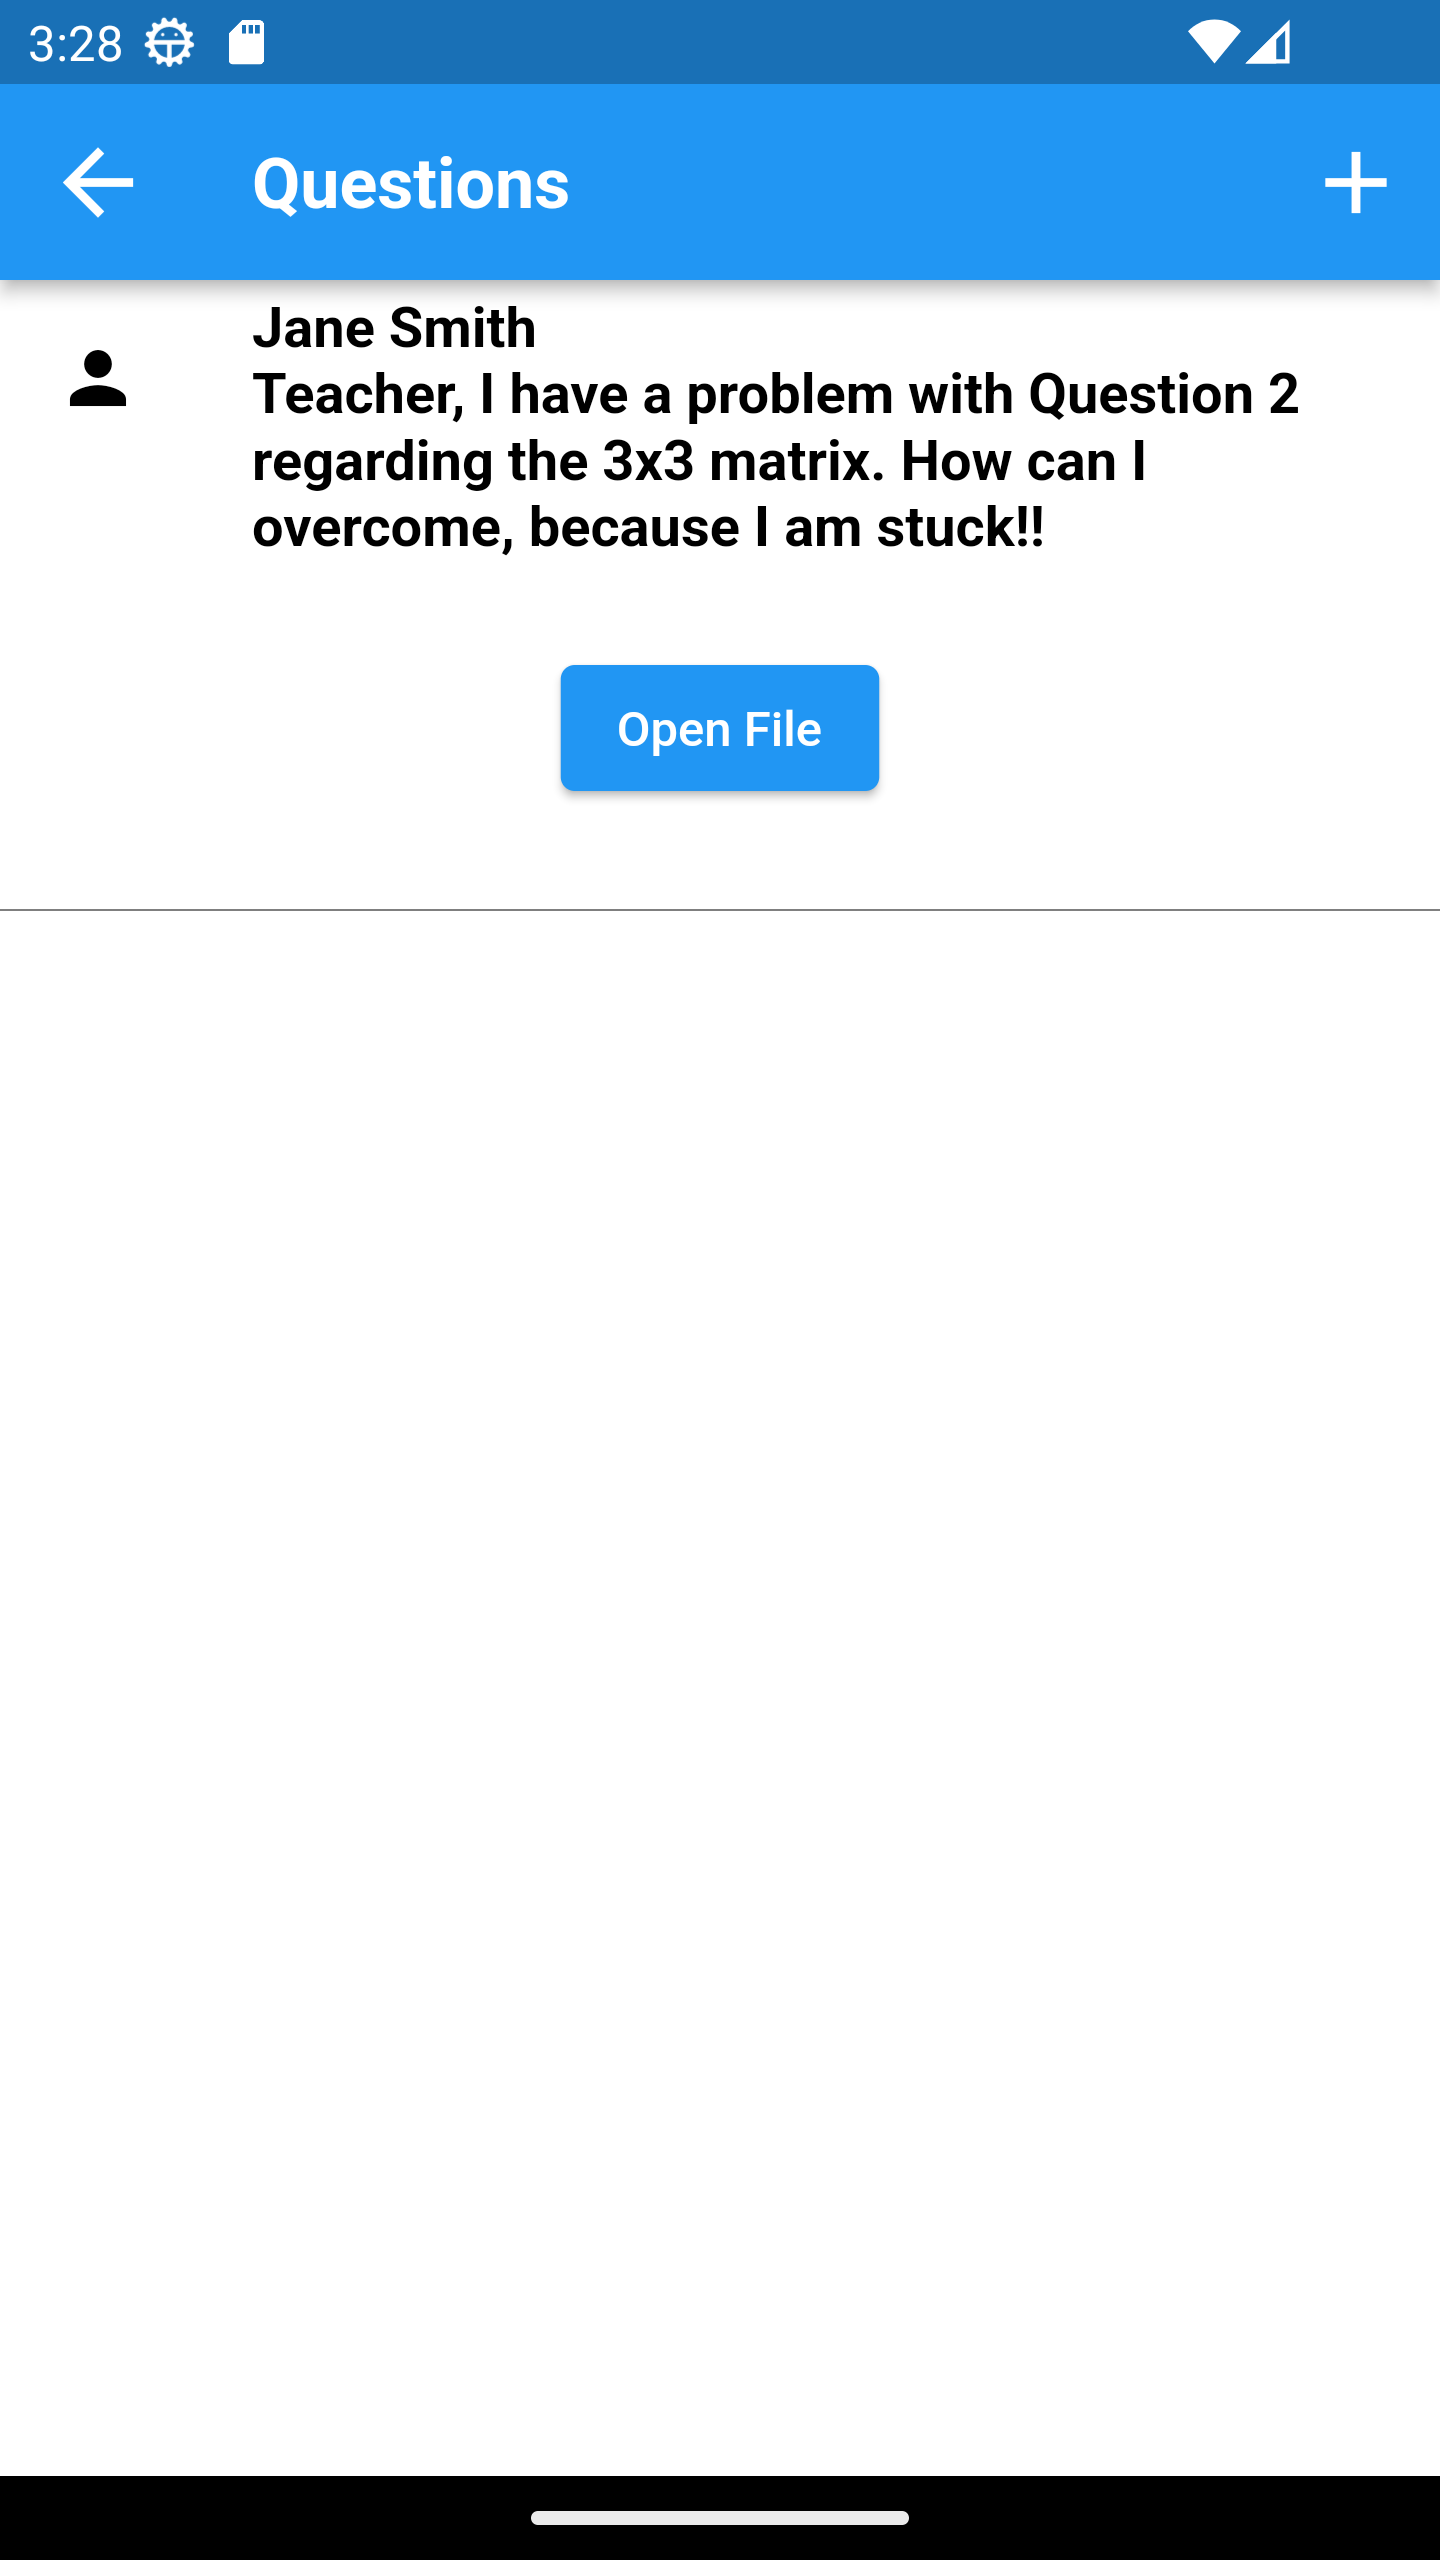 3:28
Questions
Jane Smith
Teacher, I have a problem with Question 2
regarding the 3x3 matrix. How can I
overcome, because I am stuck!!
Open File